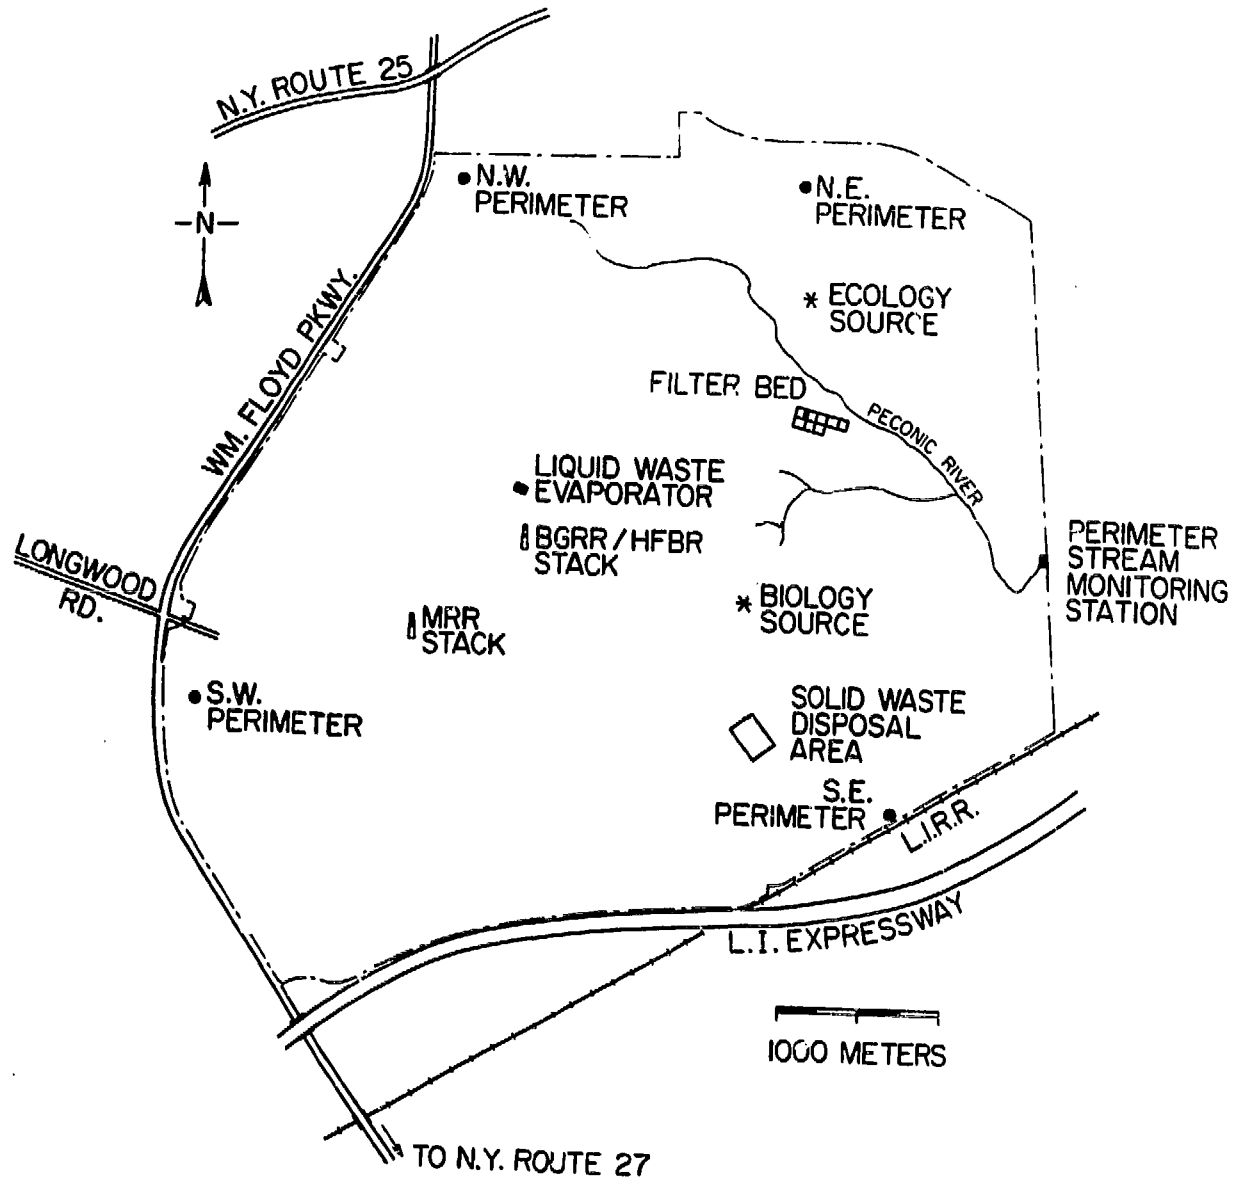 N.Y. ROUTE 25
-N-
N.W.
PERIMETER
N.E.
PERIMETER
ECOLOGY
SOURCE
WM. FLOYD PKWY.
FILTER BED
PECONIC RIVER
LIQUID WASTE
EVAPORATOR
BGRR/HFBR
STACK
PERIMETER
STREAM
MONITORING
STATION
LONGWOOD
RD.
MRR
STACK
BIOLOGY
SOURCE
S.W.
PERIMETER
SOLID WASTE
DISPOSAL
AREA
S.E.
PERIMETER
L.I.R.R.
L.I. EXPRESSWAY
1000 METERS
TO N.Y. ROUTE 27